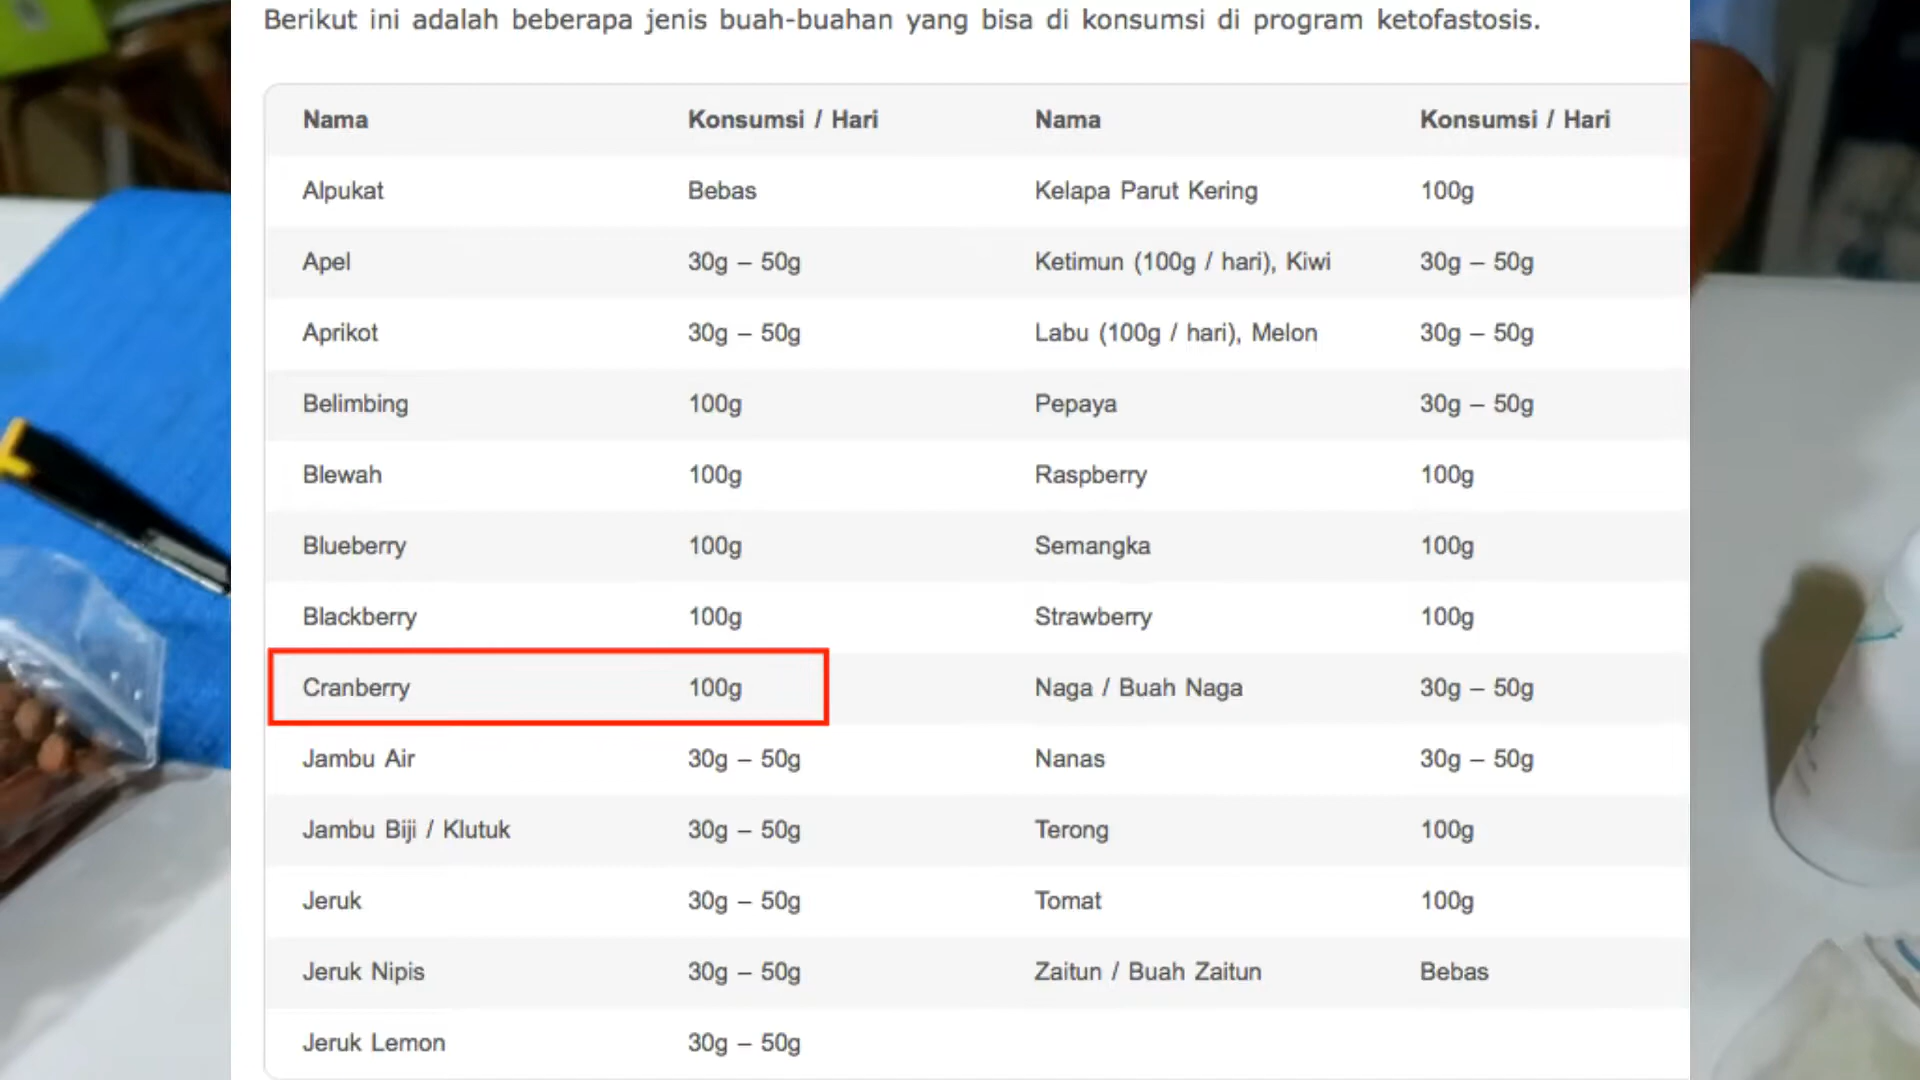 Berikut ini adalah beberapa jenis buah-buahan yang bisa di konsumsi di program ketofastosis.
Nama Konsumsi / Hari Nama Konsumsi / Hari
Alpukat Bebas Kelapa Parut Kering 100g
Apel 30g – 50g Ketimun (100g / hari), Kiwi 30g – 50g
Aprikot 30g – 50g Labu (100g / hari), Melon 30g – 50g
Belimbing 100g Pepaya 30g – 50g
Blewah 100g Raspberry 100g
Blueberry 100g Semangka 100g
Blackberry 100g Strawberry 100g
Cranberry 100g Naga / Buah Naga 30g – 50g
Jambu Air 30g – 50g Nanas 30g – 50g
Jambu Biji / Klutuk 30g – 50g Terong 100g
Jeruk 30g – 50g Tomat 100g
Jeruk Nipis 30g – 50g Zaitun / Buah Zaitun Bebas
Jeruk Lemon 30g – 50g